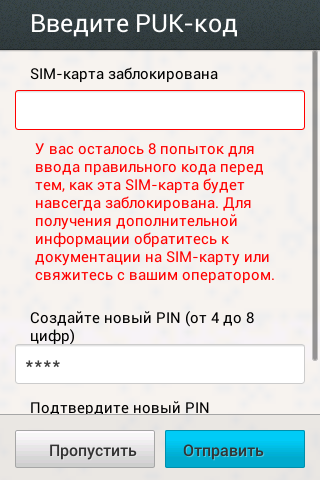 Введите PUK-код
SIM-карта заблокирована
У вас осталось 8 попыток для
ввода правильного кода перед
тем, как эта SIM-карта будет
навсегда заблокирована. Для
получения дополнительной
информации обратитесь к
документации на SIM-карту или
свяжитесь с вашим оператором.
Создайте новый PIN (от 4 до 8
цифр)
****
Подтвердите новый PIN
Пропустить
Отправить